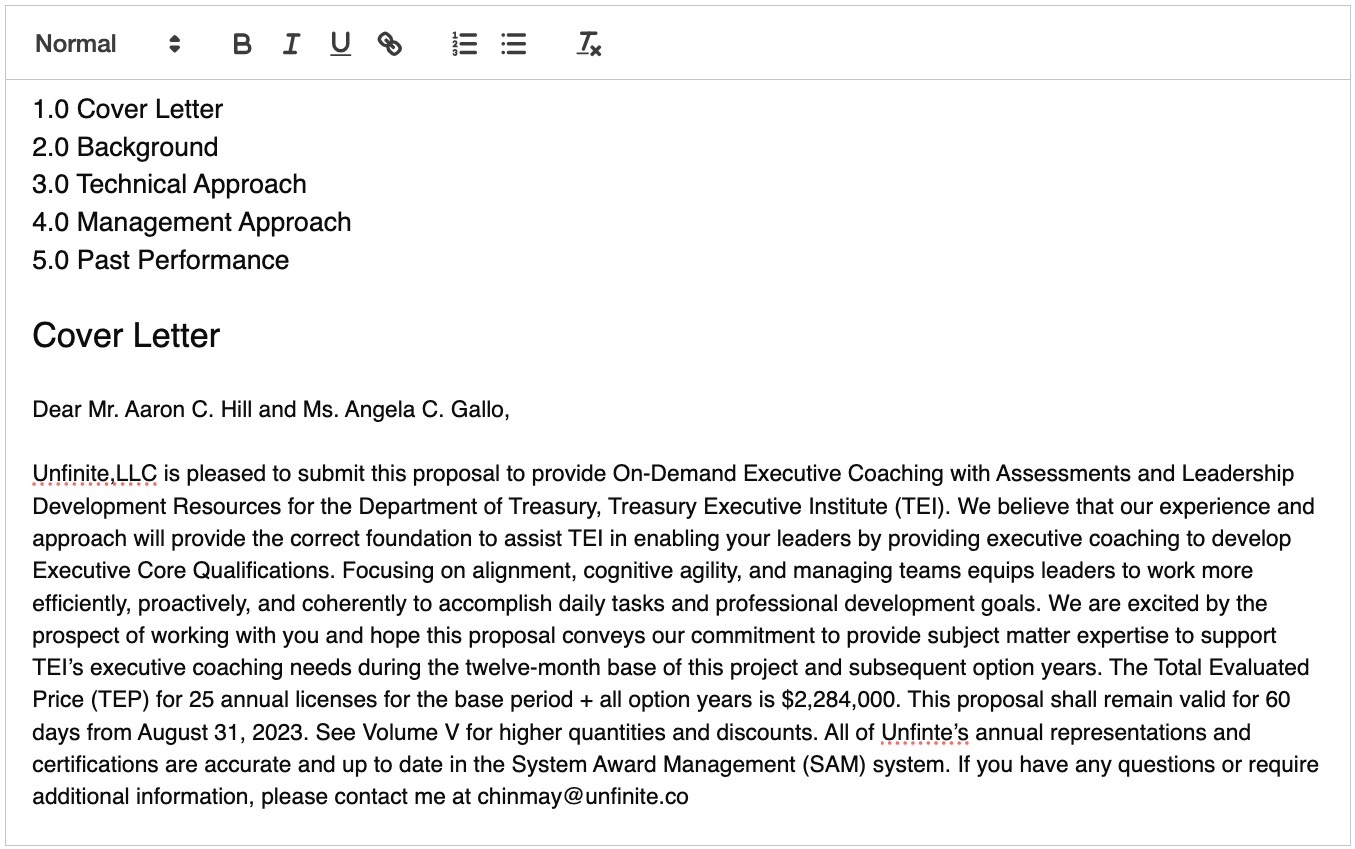 Normal
1.0 Cover Letter
2.0 Background
3.0 Technical Approach
4.0 Management Approach
5.0 Past Performance
Cover Letter
Dear Mr. Aaron C. Hill and Ms. Angela C. Gallo,
Unfinite,LLC is pleased to submit this proposal to provide On-Demand Executive Coaching with Assessments and Leadership
Development Resources for the Department of Treasury, Treasury Executive Institute (TEI). We believe that our experience and
approach will provide the correct foundation to assist TEI in enabling your leaders by providing executive coaching to develop
Executive Core Qualifications. Focusing on alignment, cognitive agility, and managing teams equips leaders to work more
efficiently, proactively, and coherently to accomplish daily tasks and professional development goals. We are excited by the
prospect of working with you and hope this proposal conveys our commitment to provide subject matter expertise to support
TEI’s executive coaching needs during the twelve-month base of this project and subsequent option years. The Total Evaluated
Price (TEP) for 25 annual licenses for the base period + all option years is $2,284,000. This proposal shall remain valid for 60
days from August 31, 2023. See Volume V for higher quantities and discounts. All of Unfinte’s annual representations and
certifications are accurate and up to date in the System Award Management (SAM) system. If you have any questions or require
additional information, please contact me at chinmay@unfinite.co